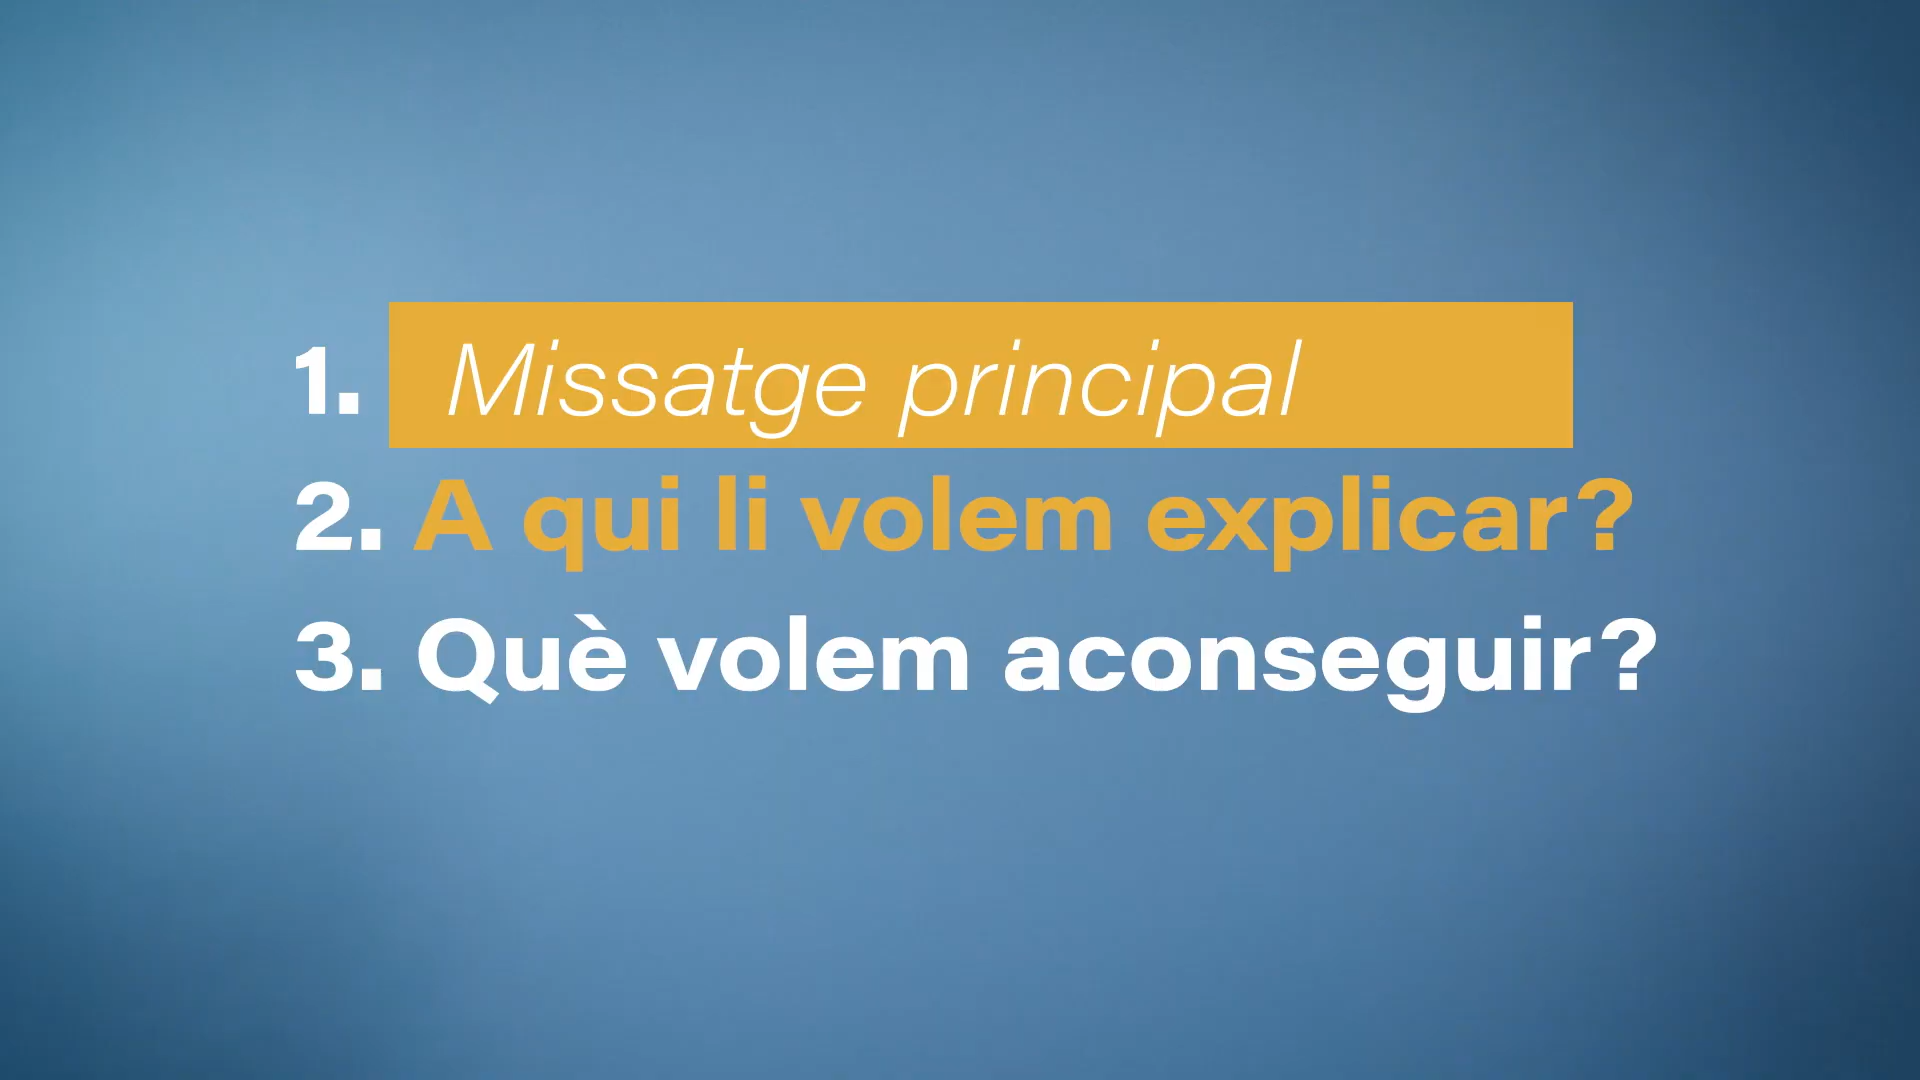 1. Missatge principal
2. A qui li volem explicar?
3. Què volem aconseguir?